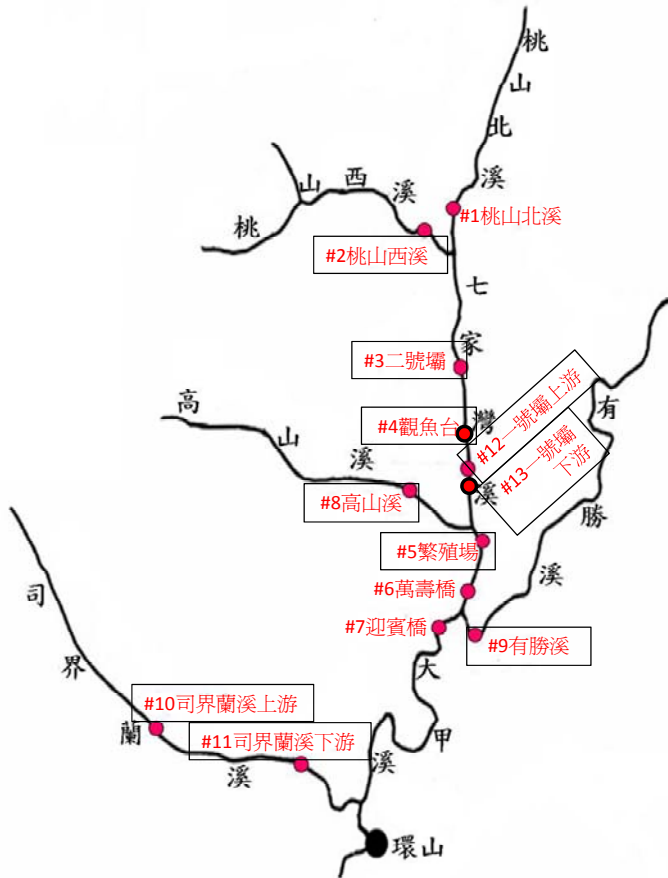 桃山北溪
桃山西溪
#1桃山北溪
#2桃山西溪
七家灣溪
#3二號壩
#4觀魚台
#12一號壩上游
#13一號壩
下游
有勝溪
高山溪
#8高山溪
#5繁殖場
#6萬壽橋
#7迎賓橋
#9有勝溪
司界蘭溪
#10司界蘭溪上游
#11司界蘭溪下游
大甲溪
環山